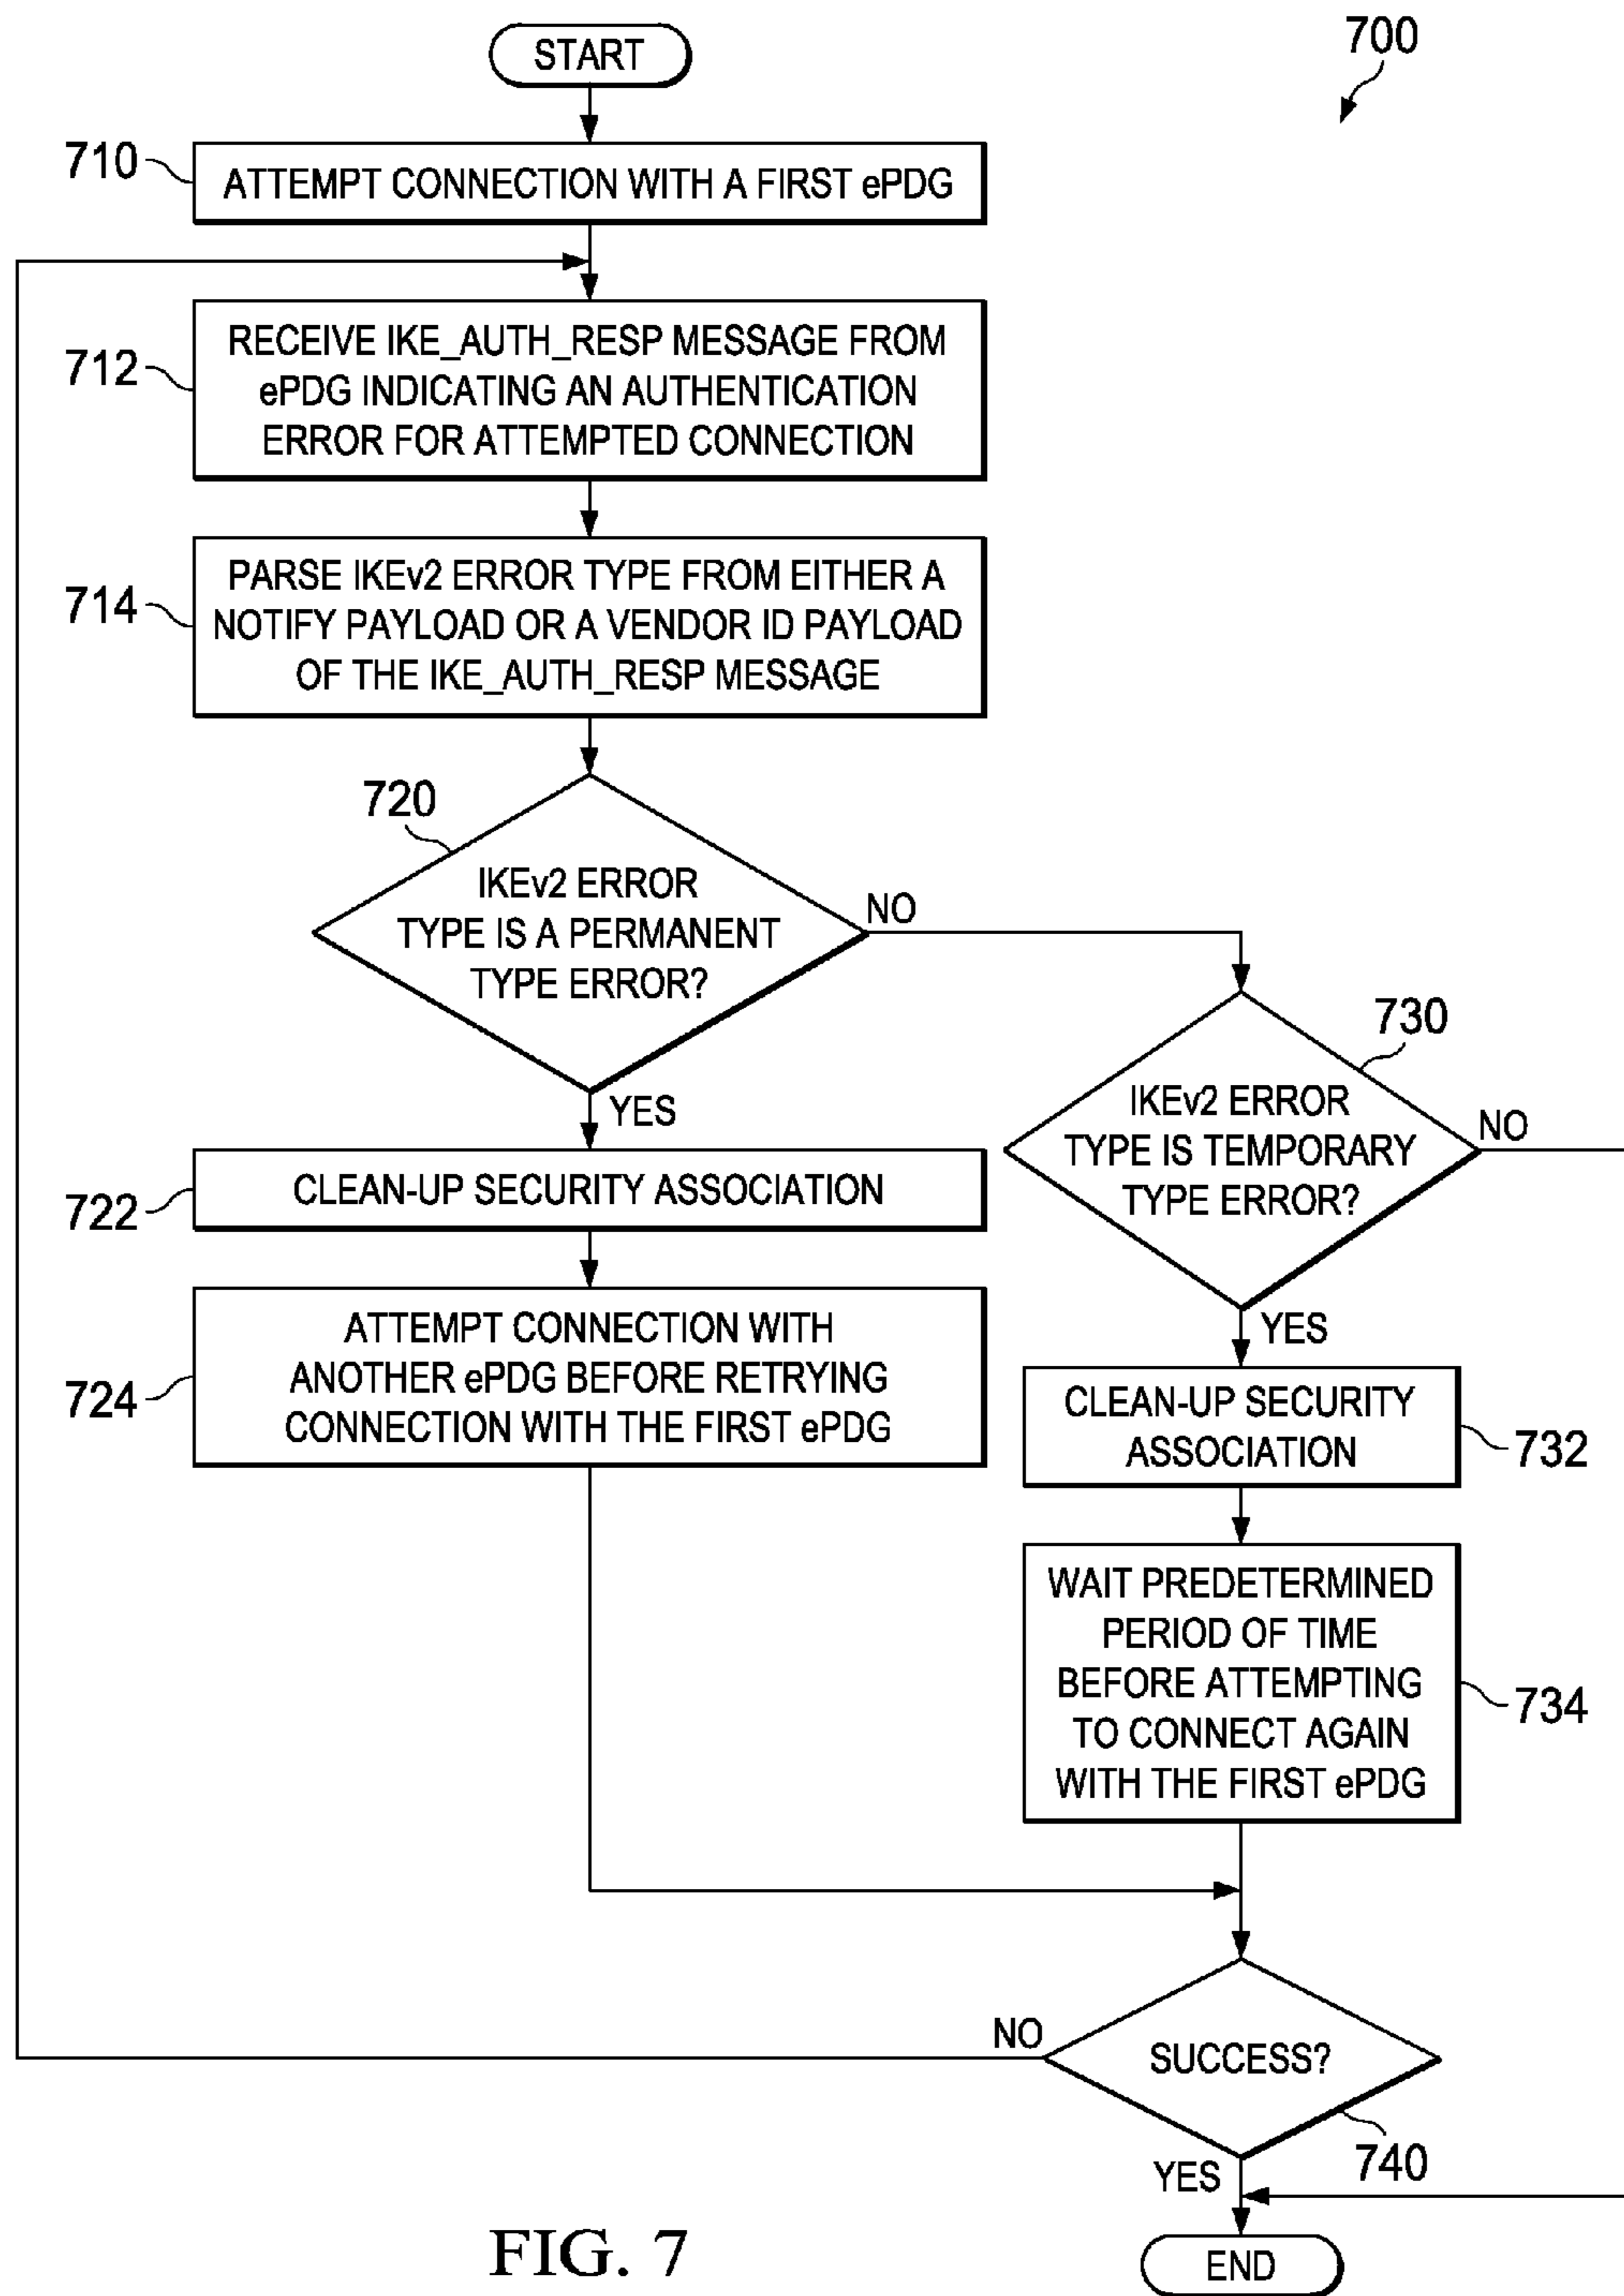 START
700
710
ATTEMPT CONNECTION WITH A FIRST ePDG
712
RECEIVE IKE_AUTH_RESP MESSAGE FROM
ePDG INDICATING AN AUTHENTICATION
ERROR FOR ATTEMPTED CONNECTION
714
PARSE IKEv2 ERROR TYPE FROM EITHER A
NOTIFY PAYLOAD OR A VENDOR ID PAYLOAD
OF THE IKE_AUTH_RESP MESSAGE
720
IKEv2 ERROR
TYPE IS A PERMANENT
TYPE ERROR?
NO
YES
730
IKEv2 ERROR
TYPE IS TEMPORARY
TYPE ERROR?
NO
YES
722
CLEAN-UP SECURITY ASSOCIATION
724
ATTEMPT CONNECTION WITH
ANOTHER ePDG BEFORE RETRYING
CONNECTION WITH THE FIRST ePDG
CLEAN-UP SECURITY
ASSOCIATION
732
WAIT PREDETERMINED
PERIOD OF TIME
BEFORE ATTEMPTING
TO CONNECT AGAIN
WITH THE FIRST ePDG
734
NO
SUCCESS?
740
YES
END
FIG. 7